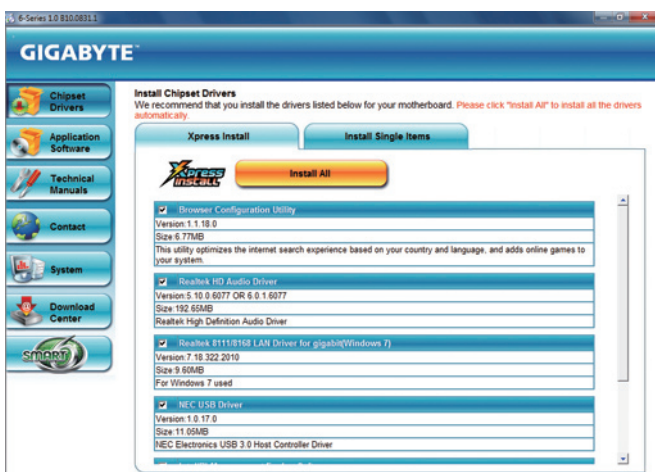 6-Series 1.0 B10.0831.1
GIGABYTE™
Chipset
Drivers
Application
Software
Technical
Manuals
Contact
System
Download
Center
SMART 6
Install Chipset Drivers
We recommend that you install the drivers listed below for your motherboard. Please click "Install All" to install all the drivers
automatically.
Xpress Install
Install Single Items
Xpress
INSTALL
Install All
Browser Configuration Utility
Version:1.1.18.0
Size:6.77MB
This utility optimizes the internet search experience based on your country and language, and adds online games to
your system.
Realtek HD Audio Driver
Version:5.10.0.6077 OR 6.0.1.6077
Size:192.65MB
Realtek High Definition Audio Driver
Realtek 8111/8168 LAN Driver for gigabit(Windows 7)
Version:7.18.322.2010
Size:9.60MB
For Windows 7 used
NEC USB Driver
Version:1.0.17.0
Size:11.05MB
NEC Electronics USB 3.0 Host Controller Driver